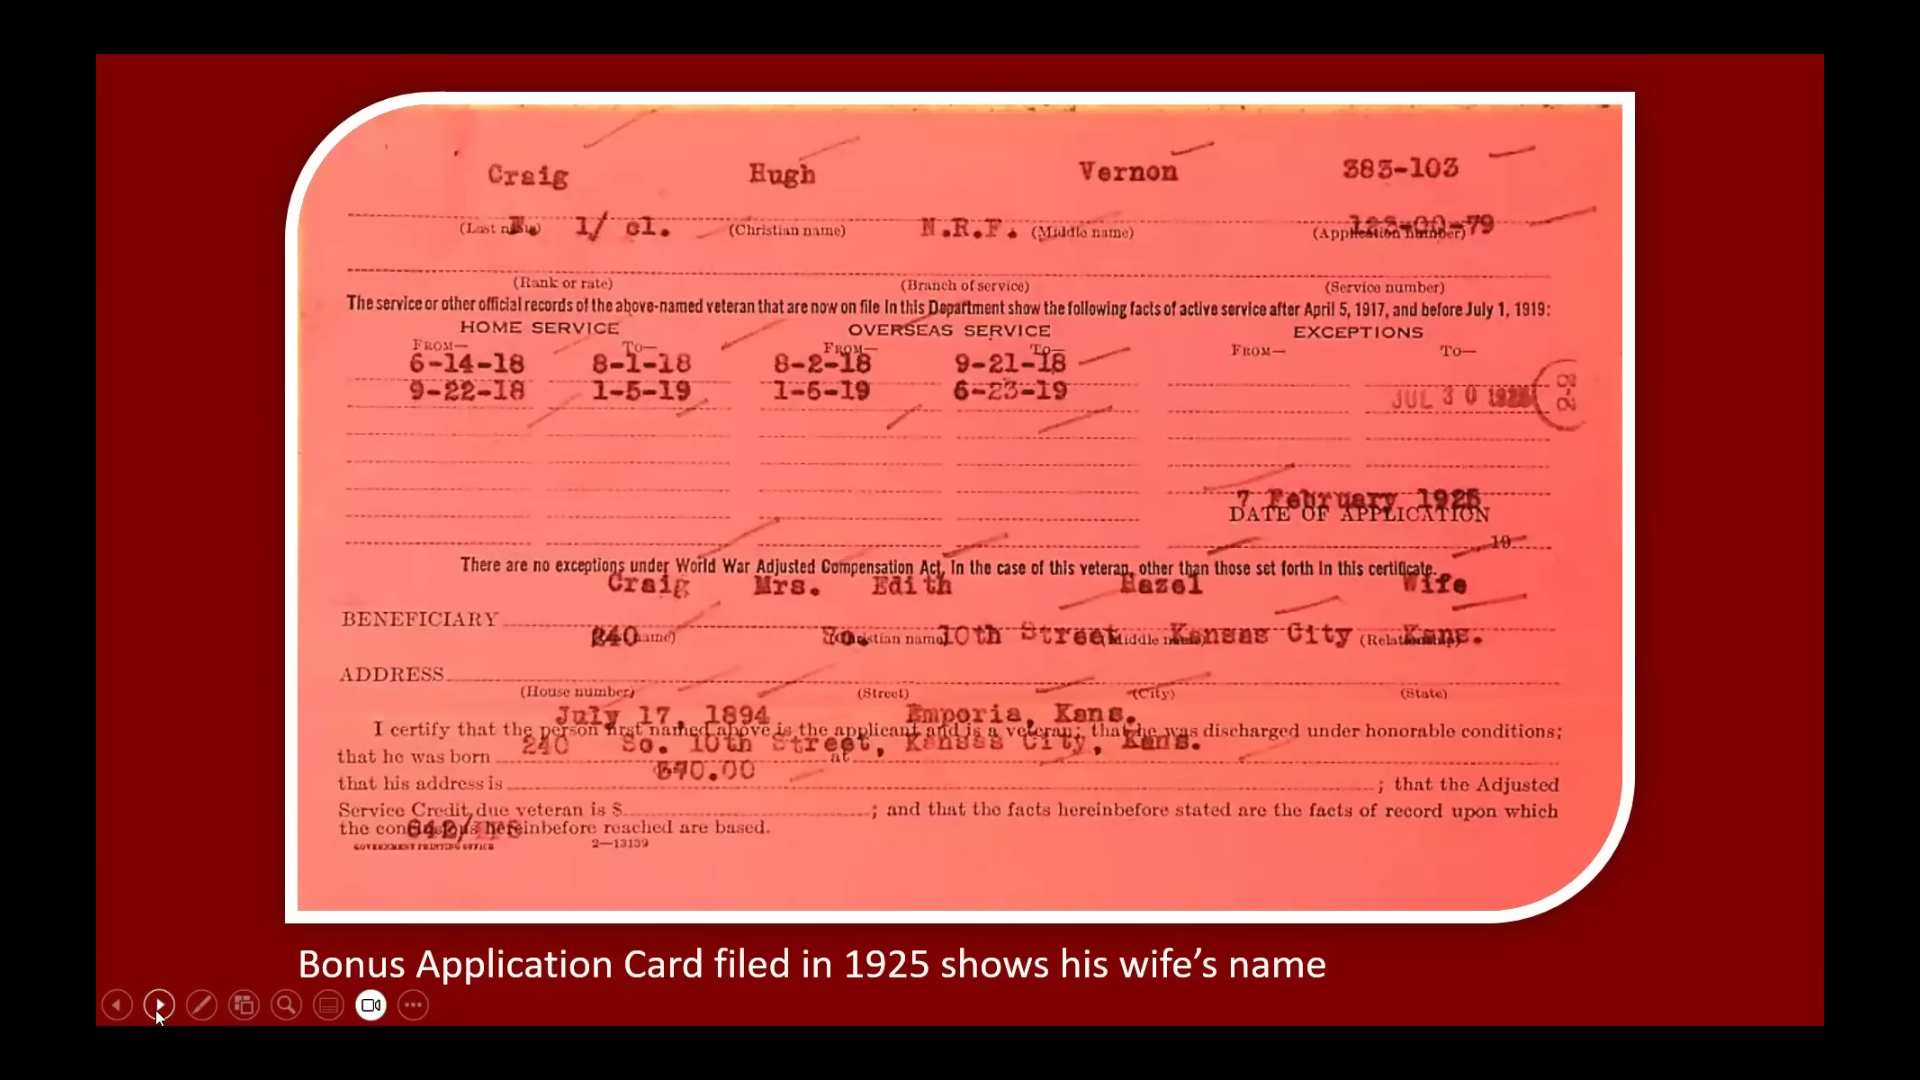 Craig Hugh Vernon 383-103
(Last name) (Christian name) (Middle name) (Application number)
1/ cl. N.R.F.
(Rank or rate) (Branch of service) (Service number)
The service or other official records of the above-named veteran that are now on file in this Department show the following facts of active service after April 5, 1917, and before July 1, 1919:
HOME SERVICE OVERSEAS SERVICE EXCEPTIONS
FROM— TO— FROM— TO— FROM— TO—
6-14-18 8-1-18 8-2-18 9-21-18
9-22-18 1-5-19 1-6-19 6-23-19
JUL 30
7 February 1925
DATE OF APPLICATION
, 19
There are no exceptions under World War Adjusted Compensation Act, in the case of this veteran, other than those set forth in this certificate.
Craig Mrs. Edith Hazel Wife
BENEFICIARY
240 So. 10th Street Kansas City Kans.
(Christian name) (Middle name) (Relationship)
ADDRESS
(House number) (Street) (City) (State)
July 17, 1894 Emporia, Kans.
I certify that the person first named above is the applicant and is a veteran; that he was discharged under honorable conditions;
240 So. 10th Street, Kansas City, Kans.
that he was born at
that his address is ; that the Adjusted
Service Credit due veteran is $ ; and that the facts hereinbefore stated are the facts of record upon which
the conclusions hereinbefore reached are based.
GOVERNMENT PRINTING OFFICE 2—13139
Bonus Application Card filed in 1925 shows his wife's name